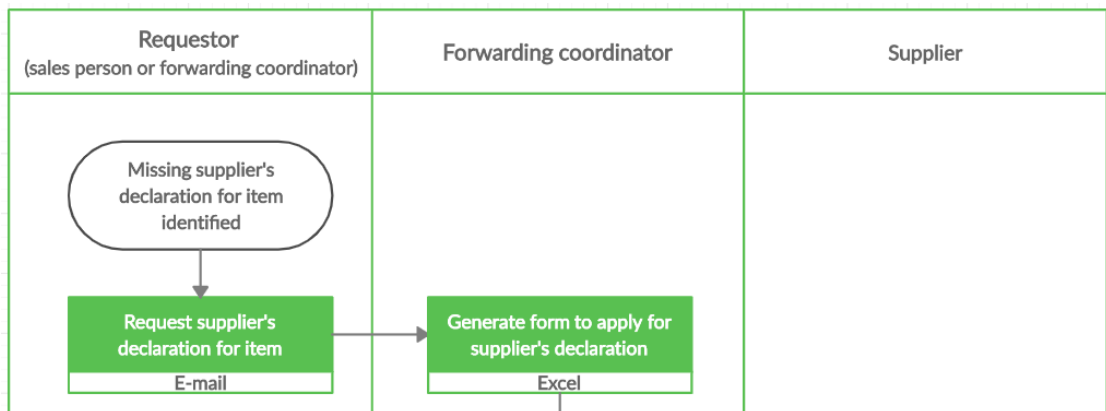 Requestor
(sales person or forwarding coordinator)
Forwarding coordinator
Supplier
Missing supplier's
declaration for item
identified
Request supplier's
declaration for item
E-mail
Generate form to apply for
supplier's declaration
Excel